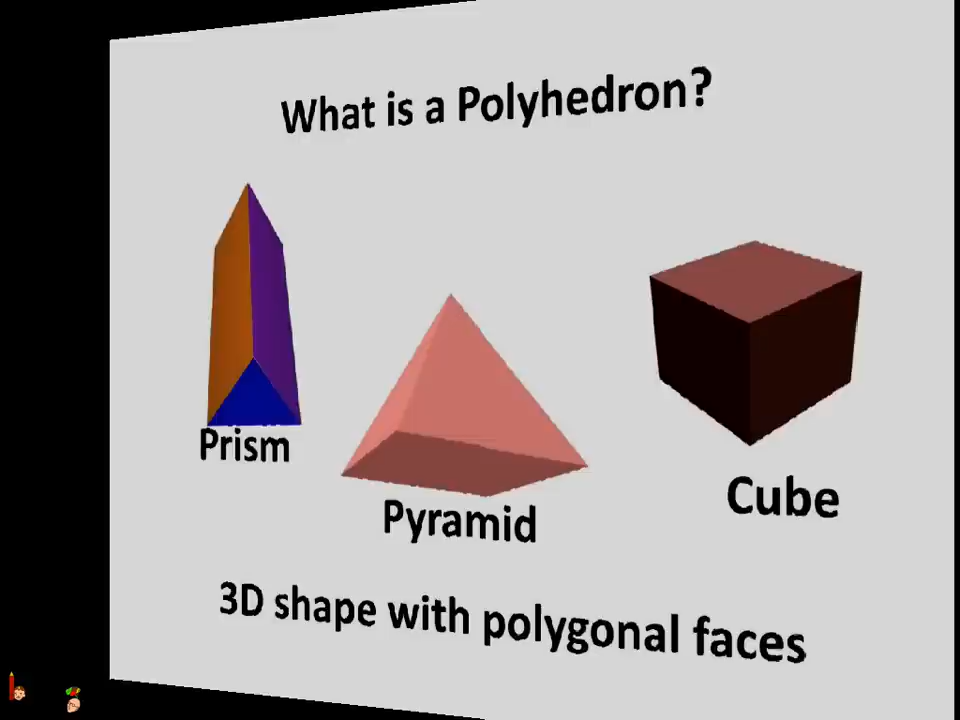 What is a Polyhedron?
Prism
Pyramid
Cube
3D shape with polygonal faces